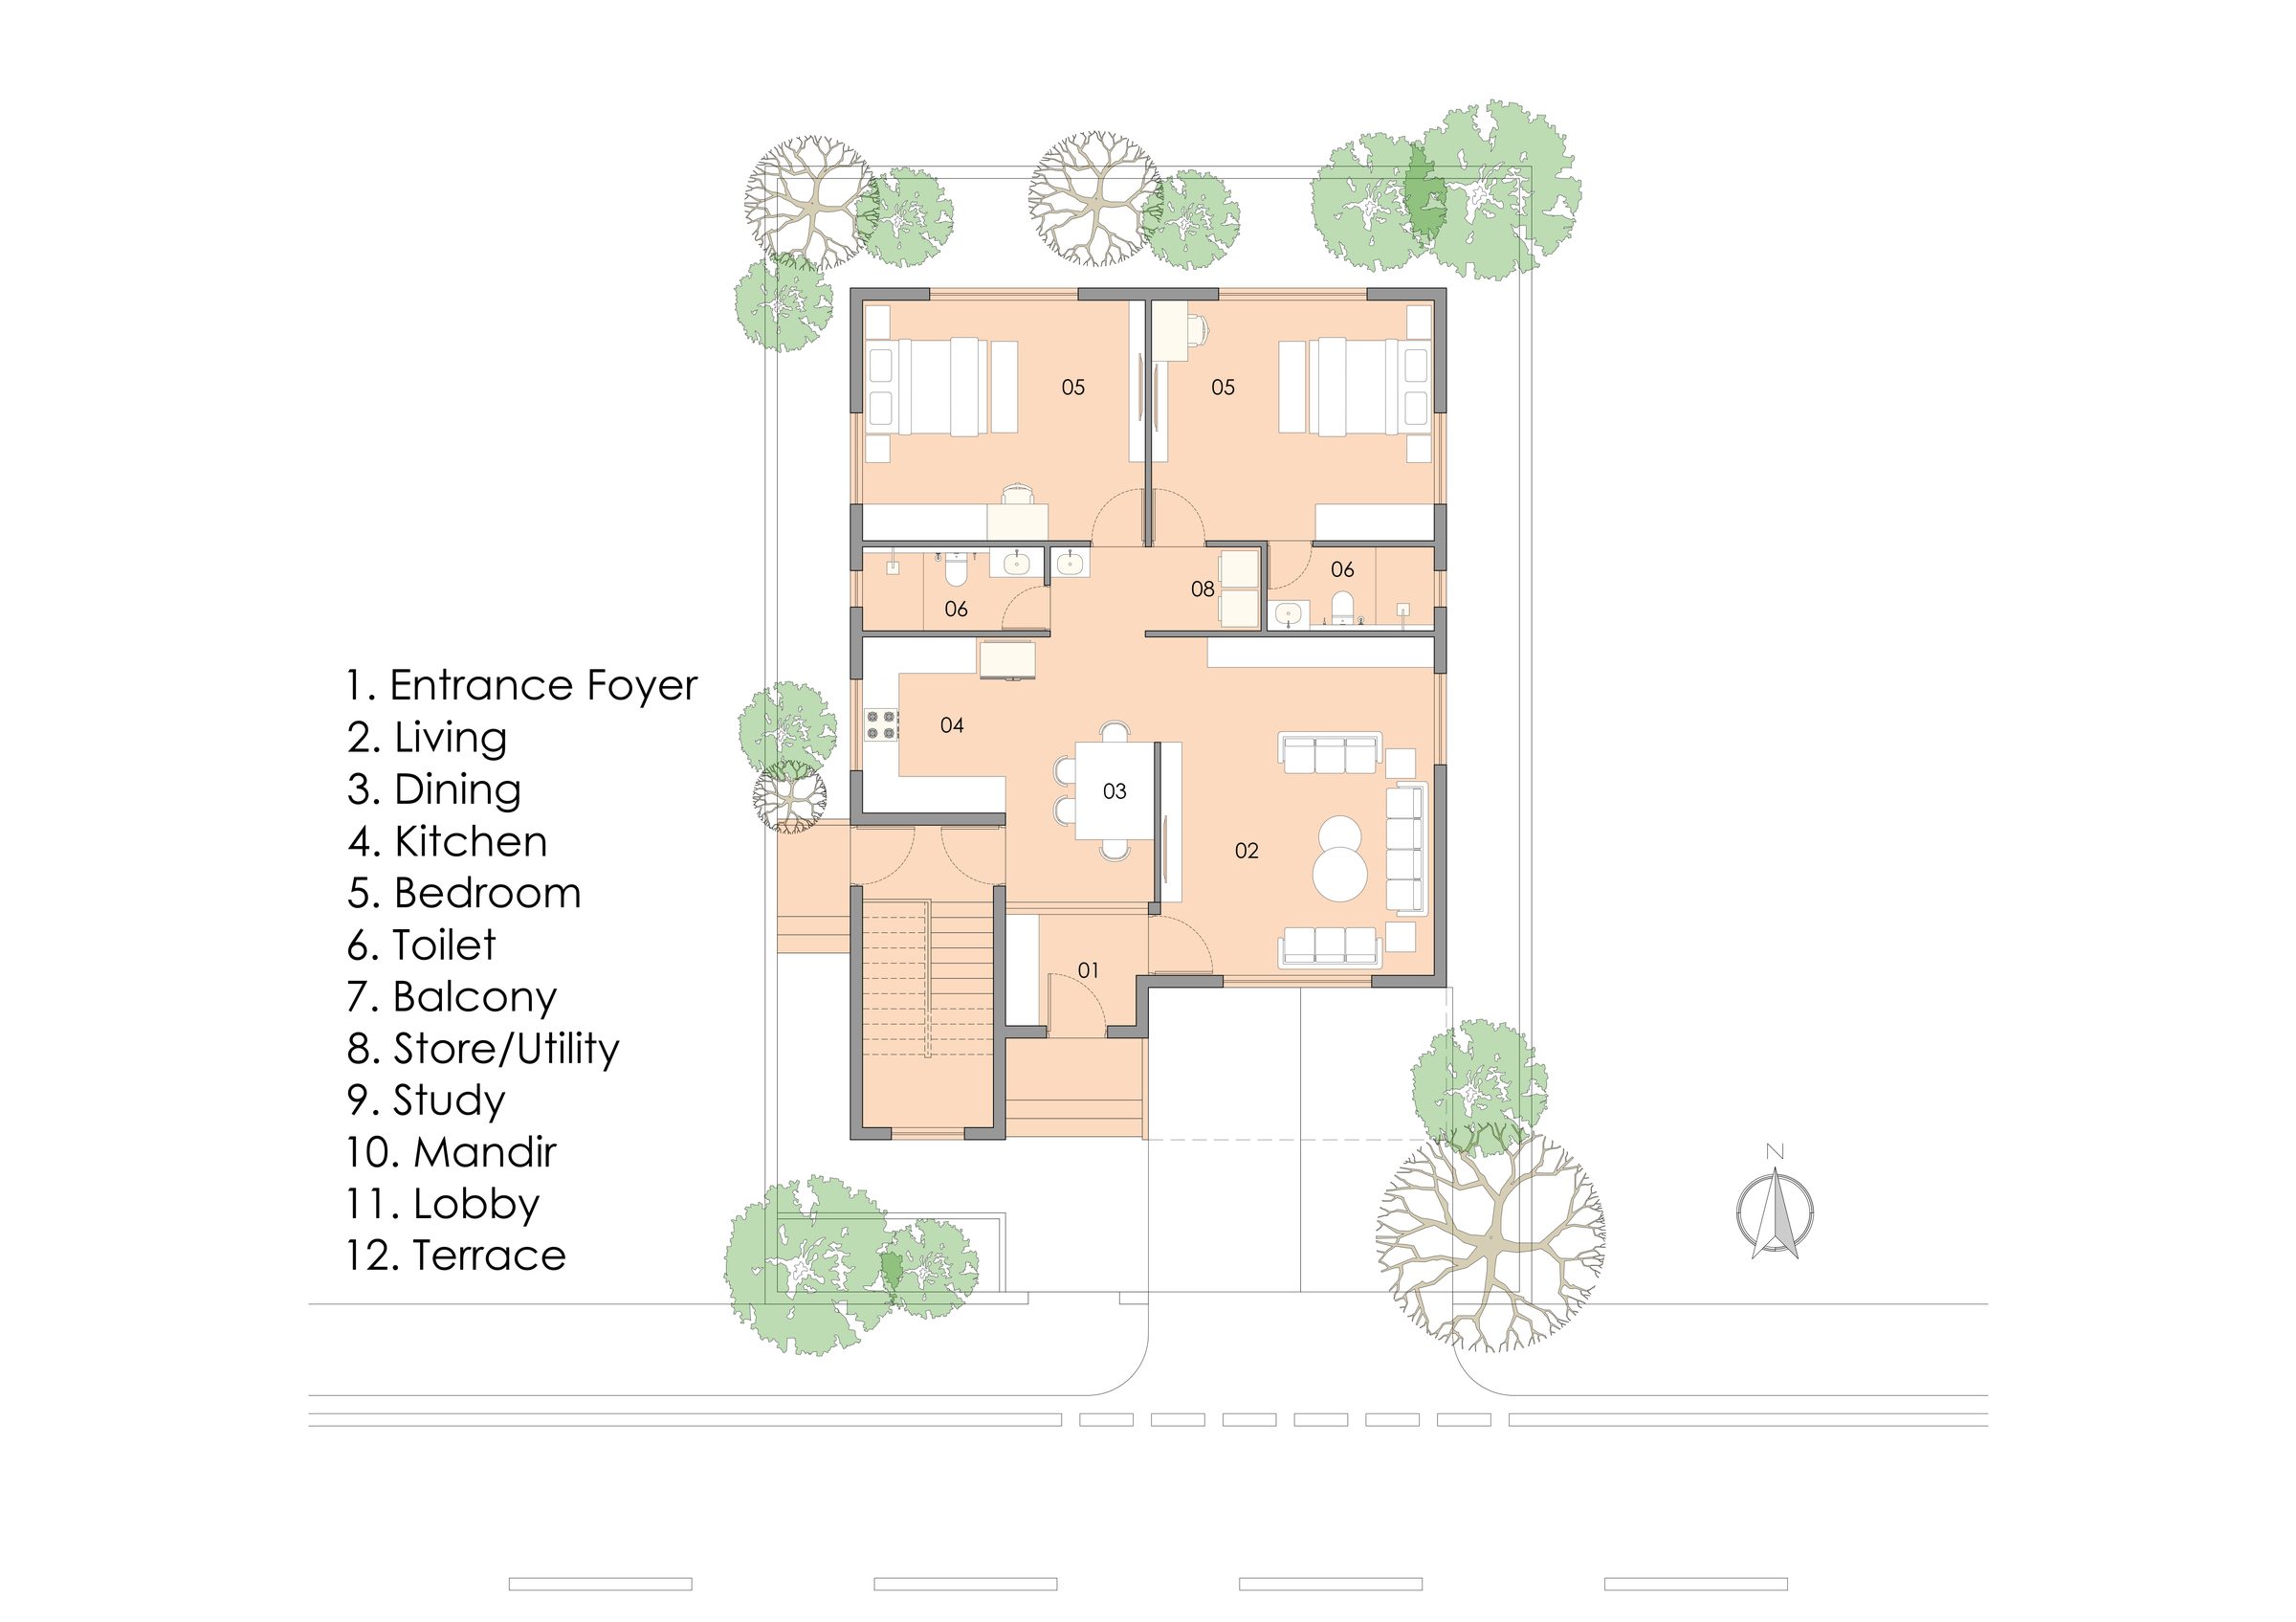 05
05
06
08
06
04
03
02
01
1. Entrance Foyer
2. Living
3. Dining
4. Kitchen
5. Bedroom
6. Toilet
7. Balcony
8. Store/Utility
9. Study
10. Mandir
11. Lobby
12. Terrace
N